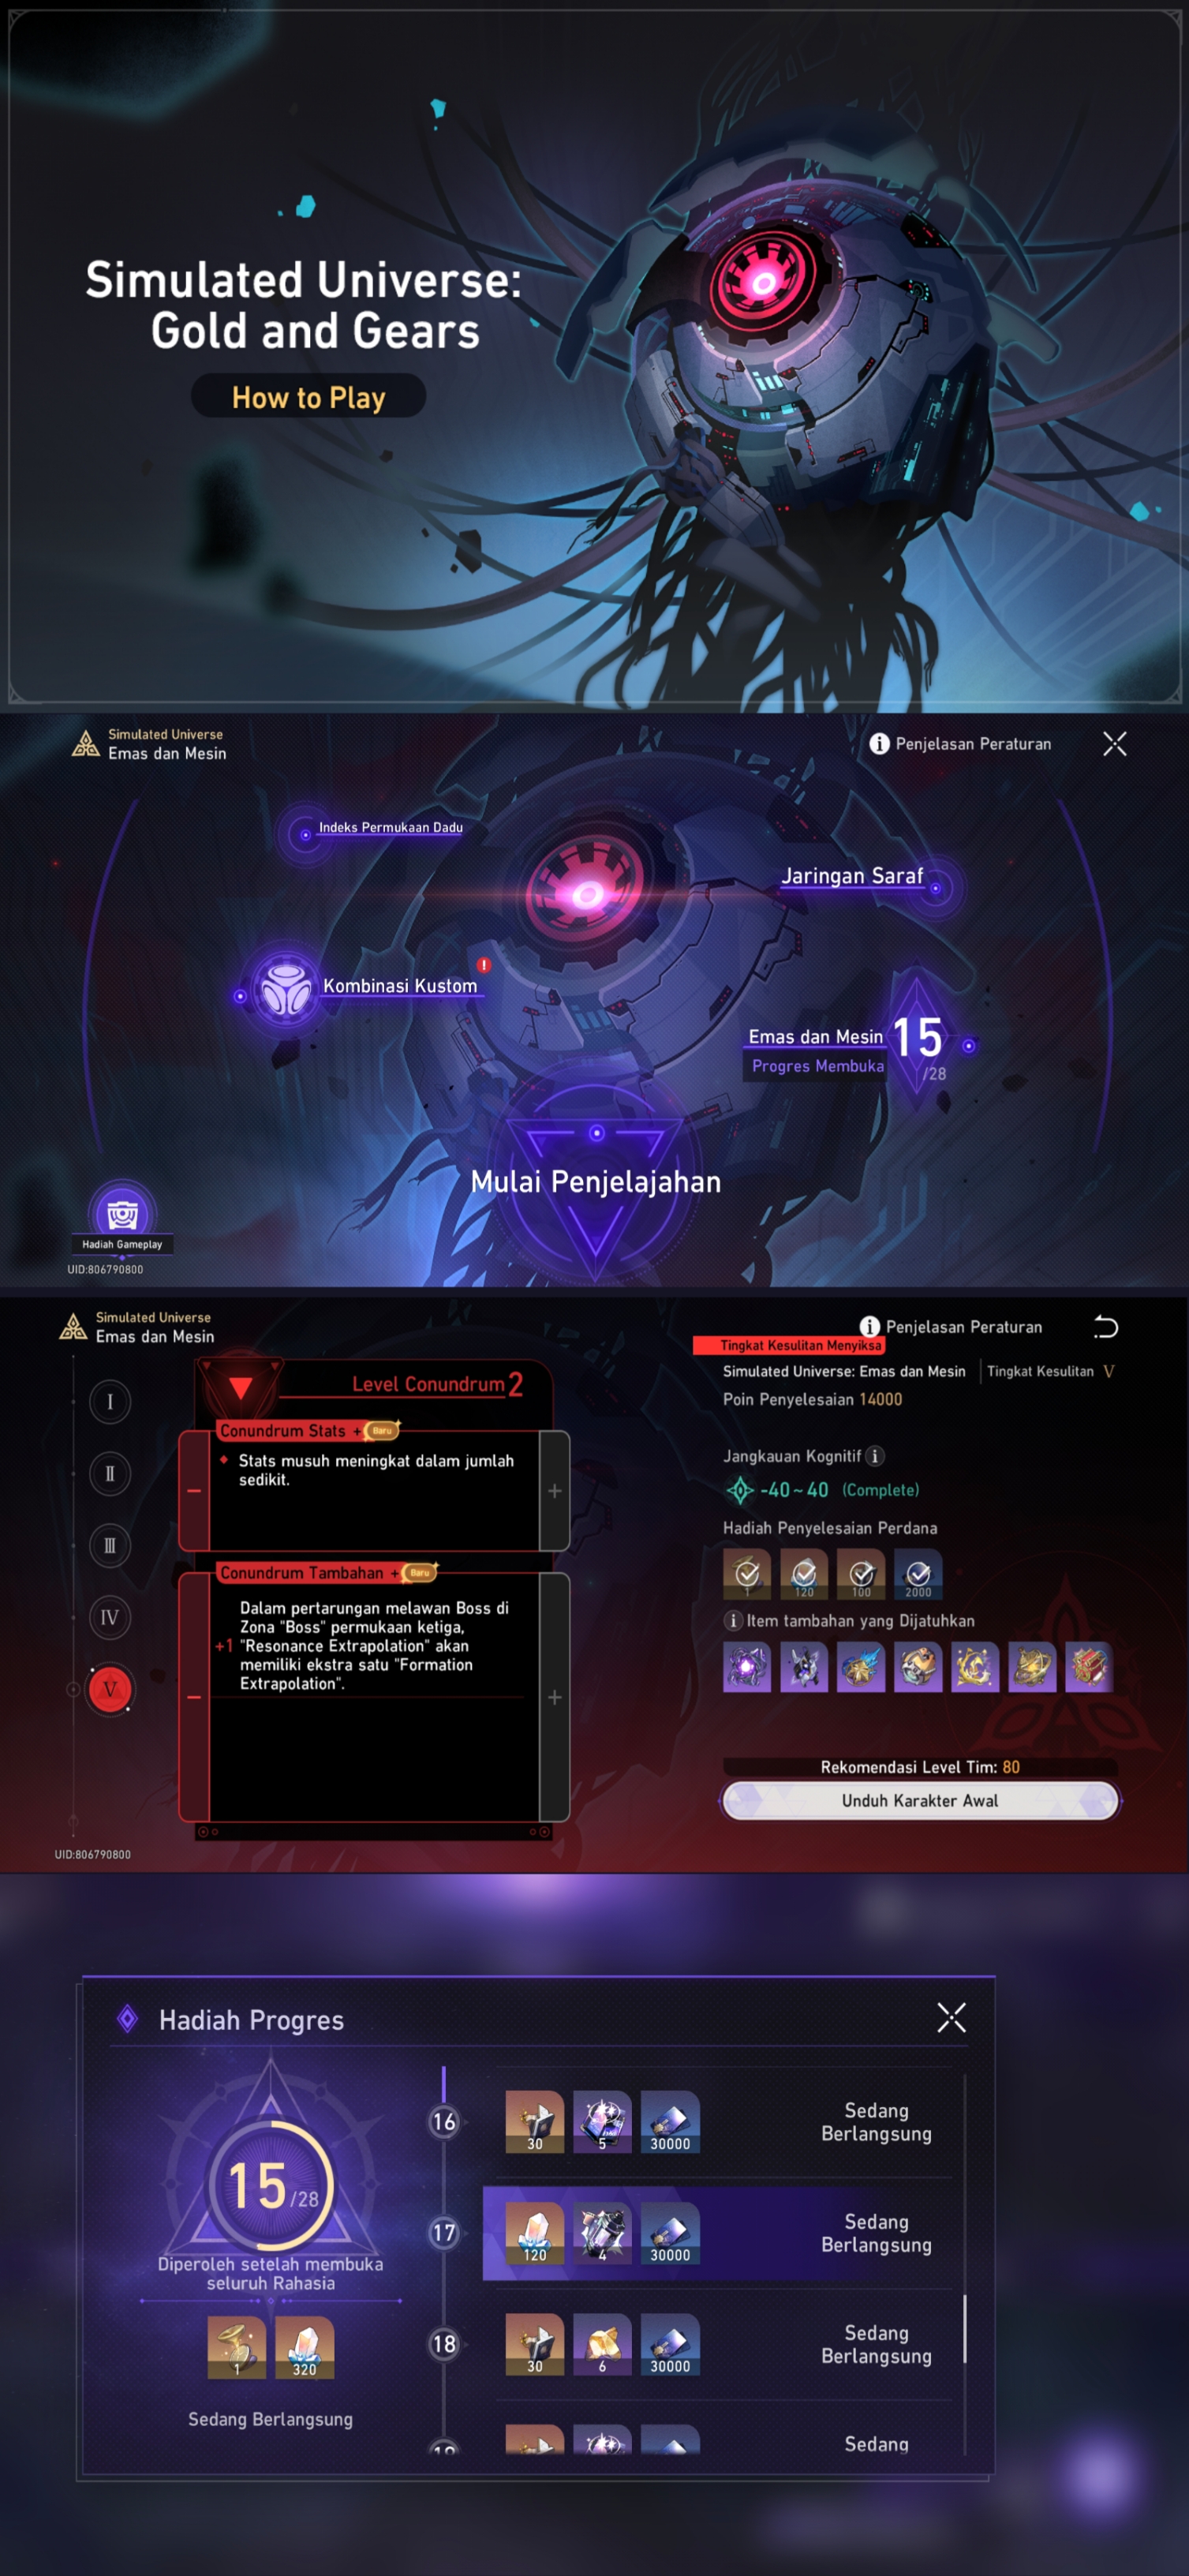 Simulated Universe:
Gold and Gears
How to Play
Simulated Universe
Emas dan Mesin
Penjelasan Peraturan
Indeks Permukaan Dadu
Jaringan Saraf
Kombinasi Kustom
Emas dan Mesin
Progres Membuka
15
/28
Mulai Penjelajahan
Hadiah Gameplay
UID:806790800
Simulated Universe
Emas dan Mesin
I
II
III
IV
V
Level Conundrum 2
Conundrum Stats + Baru
Stats musuh meningkat dalam jumlah
sedikit.
Conundrum Tambahan + Baru
Dalam pertarungan melawan Boss di
Zona "Boss" permukaan ketiga,
+1 "Resonance Extrapolation" akan
memiliki ekstra satu "Formation
Extrapolation".
UID:806790800
Penjelasan Peraturan
Tingkat Kesulitan Menyiksa
Simulated Universe: Emas dan Mesin Tingkat Kesulitan V
Poin Penyelesaian 14000
Jangkauan Kognitif
-40 ~ 40 (Complete)
Hadiah Penyelesaian Perdana
1 120 100 2000
Item tambahan yang Dijatuhkan
Rekomendasi Level Tim: 80
Unduh Karakter Awal
Hadiah Progres
15/28
Diperoleh setelah membuka
seluruh Rahasia
1 320
Sedang Berlangsung
16
30 5 30000
Sedang
Berlangsung
17
120 4 30000
Sedang
Berlangsung
18
30 6 30000
Sedang
Berlangsung
19
Sedang